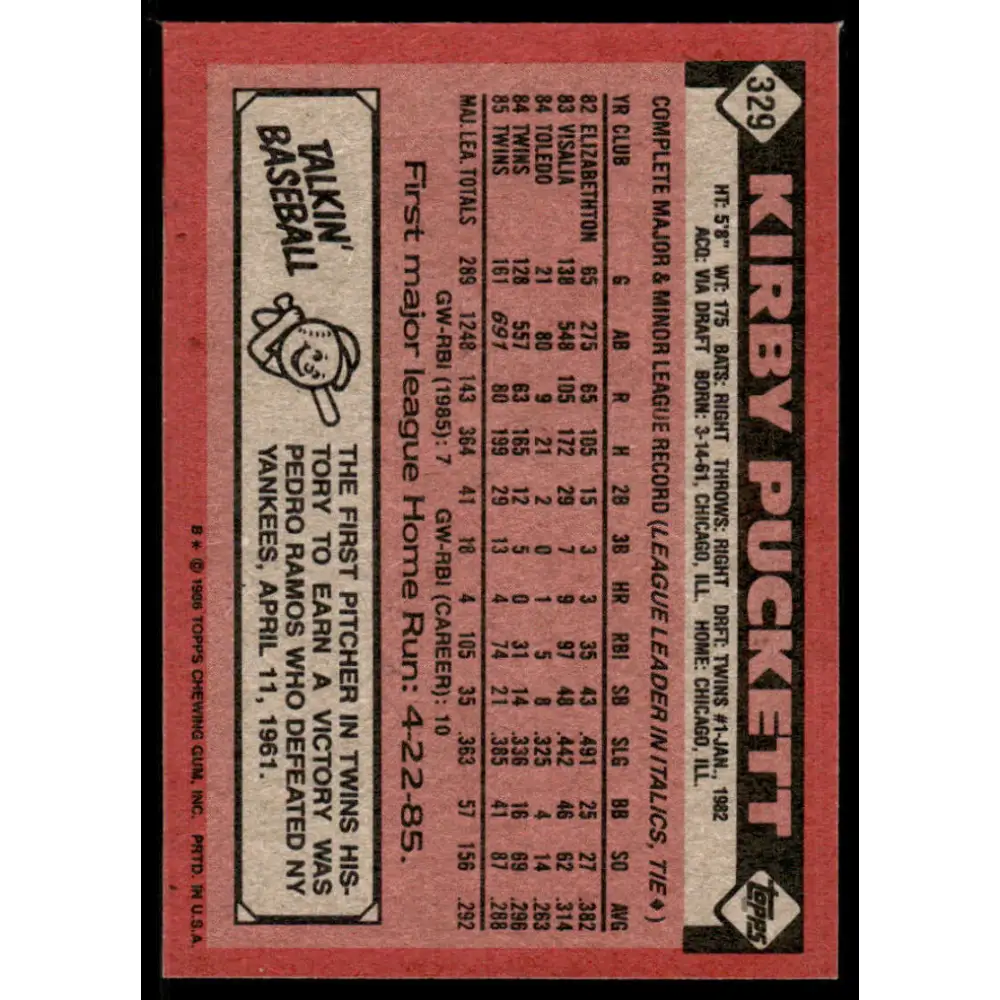 329
KIRBY PUCKETT
topps
HT: 5'8" WT: 175 BATS: RIGHT THROWS: RIGHT DRFT: TWINS #1-JAN., 1982
ACQ: VIA DRAFT BORN: 3-14-61, CHICAGO, ILL. HOME: CHICAGO, ILL.
COMPLETE MAJOR & MINOR LEAGUE RECORD (LEAGUE LEADER IN ITALICS, TIE ♦)
YR CLUB G AB R H 2B 3B HR RBI SB SLG BB SO AVG
82 ELIZABETHTON 65 275 65 105 15 3 3 35 43 .491 25 27 .382
83 VISALIA 138 548 105 172 29 7 9 97 48 .442 46 62 .314
84 TOLEDO 21 80 9 21 2 0 1 5 8 .325 4 14 .263
84 TWINS 128 557 63 165 12 5 0 31 14 .336 16 69 .296
85 TWINS 161 691 80 199 29 13 4 74 21 .385 41 87 .288
MAJ. LEA. TOTALS 289 1248 143 364 41 18 4 105 35 .363 57 156 .292
GW-RBI (1985): 7 GW-RBI (CAREER): 10
First major league Home Run: 4-22-85.
TALKIN'
BASEBALL
THE FIRST PITCHER IN TWINS HIS-
TORY TO EARN A VICTORY WAS
PEDRO RAMOS WHO DEFEATED NY
YANKEES, APRIL 11, 1961.
B* © 1986 TOPPS CHEWING GUM, INC. PRTD. IN U.S.A.